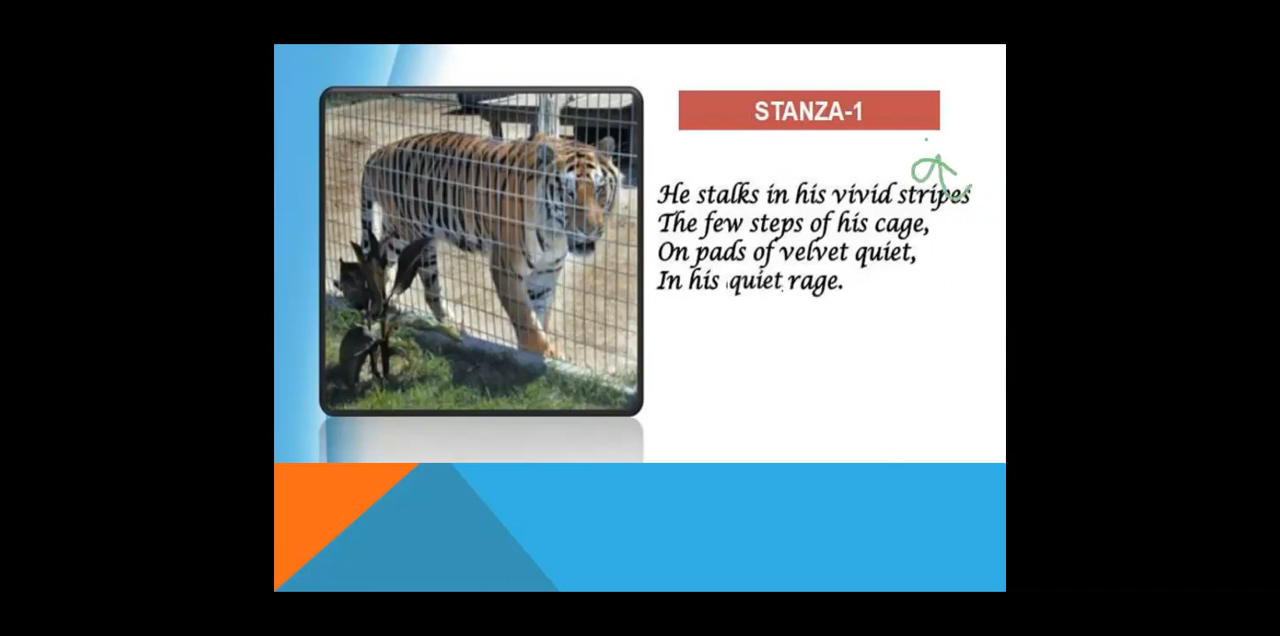 STANZA-1
He stalks in his vivid stripes
The few steps of his cage,
On pads of velvet quiet,
In his quiet rage.